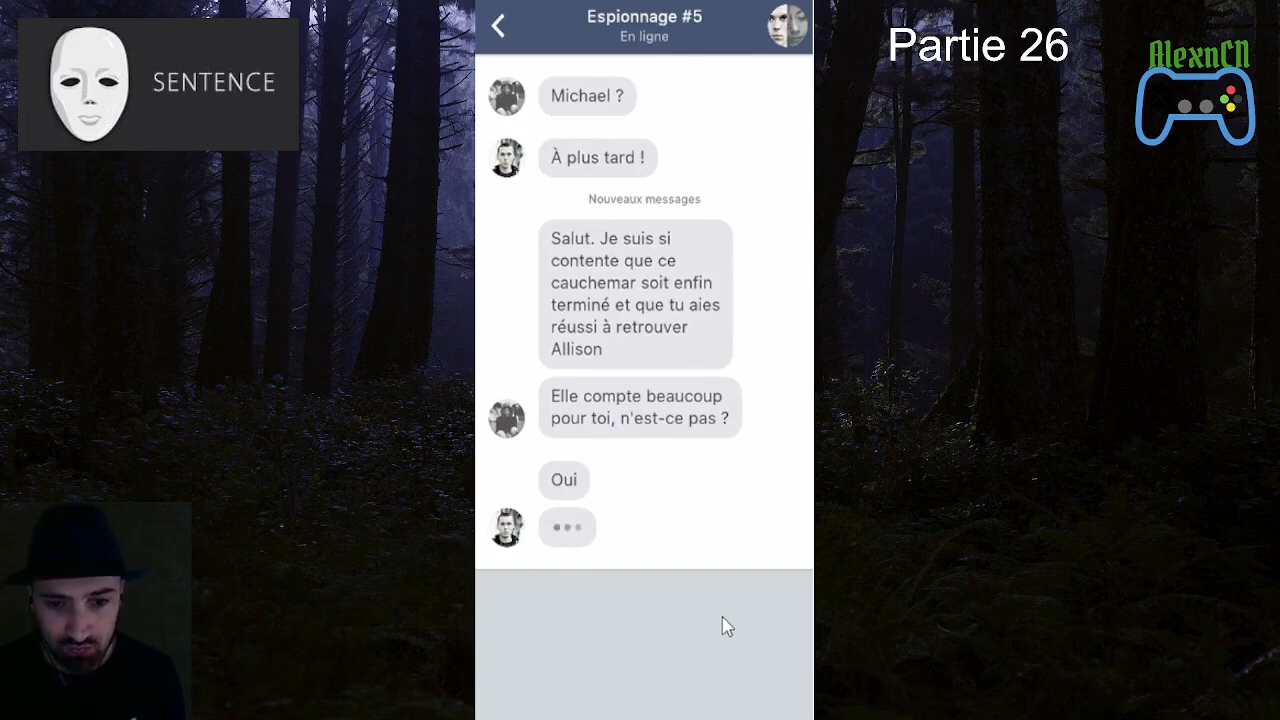 SENTENCE
Espionnage #5
En ligne
Partie 26
AlexnCN
Michael ?
À plus tard !
Nouveaux messages
Salut. Je suis si
contente que ce
cauchemar soit enfin
terminé et que tu aies
réussi à retrouver
Allison
Elle compte beaucoup
pour toi, n'est-ce pas ?
Oui